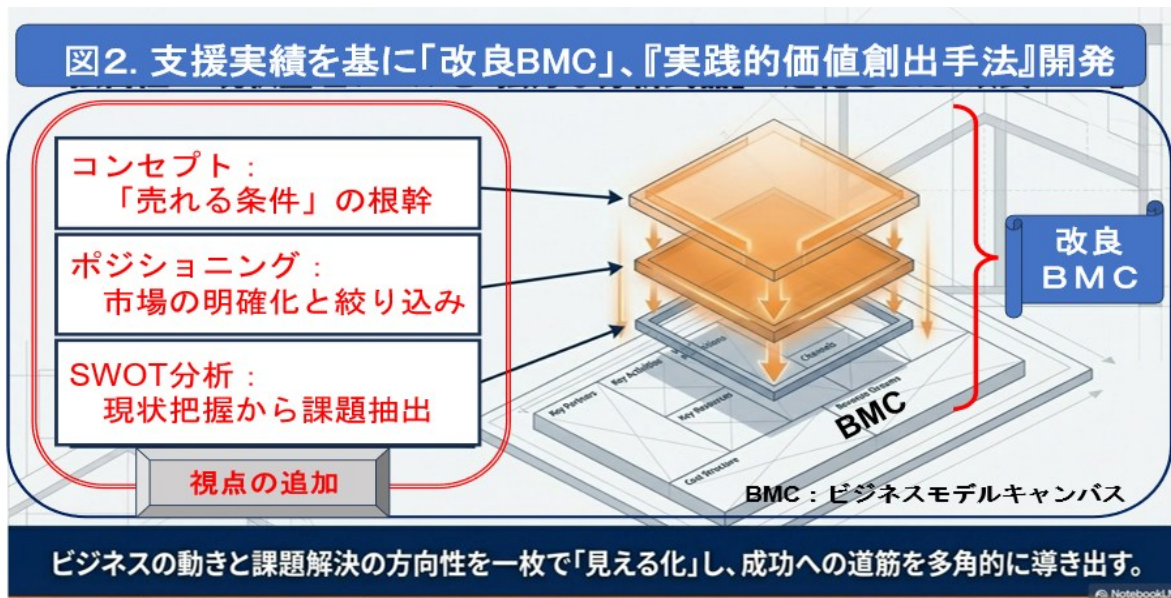 図2. 支援実績を基に「改良BMC」、『実践的価値創出手法』開発
コンセプト：
「売れる条件」の根幹
ポジショニング：
市場の明確化と絞り込み
SWOT分析：
現状把握から課題抽出
視点の追加
改良
BMC
Key Partners
Key Activities
Key Resources
Channels
Revenue Streams
Cost Structure
BMC
BMC：ビジネスモデルキャンバス
ビジネスの動きと課題解決の方向性を一枚で「見える化」し、成功への道筋を多角的に導き出す。